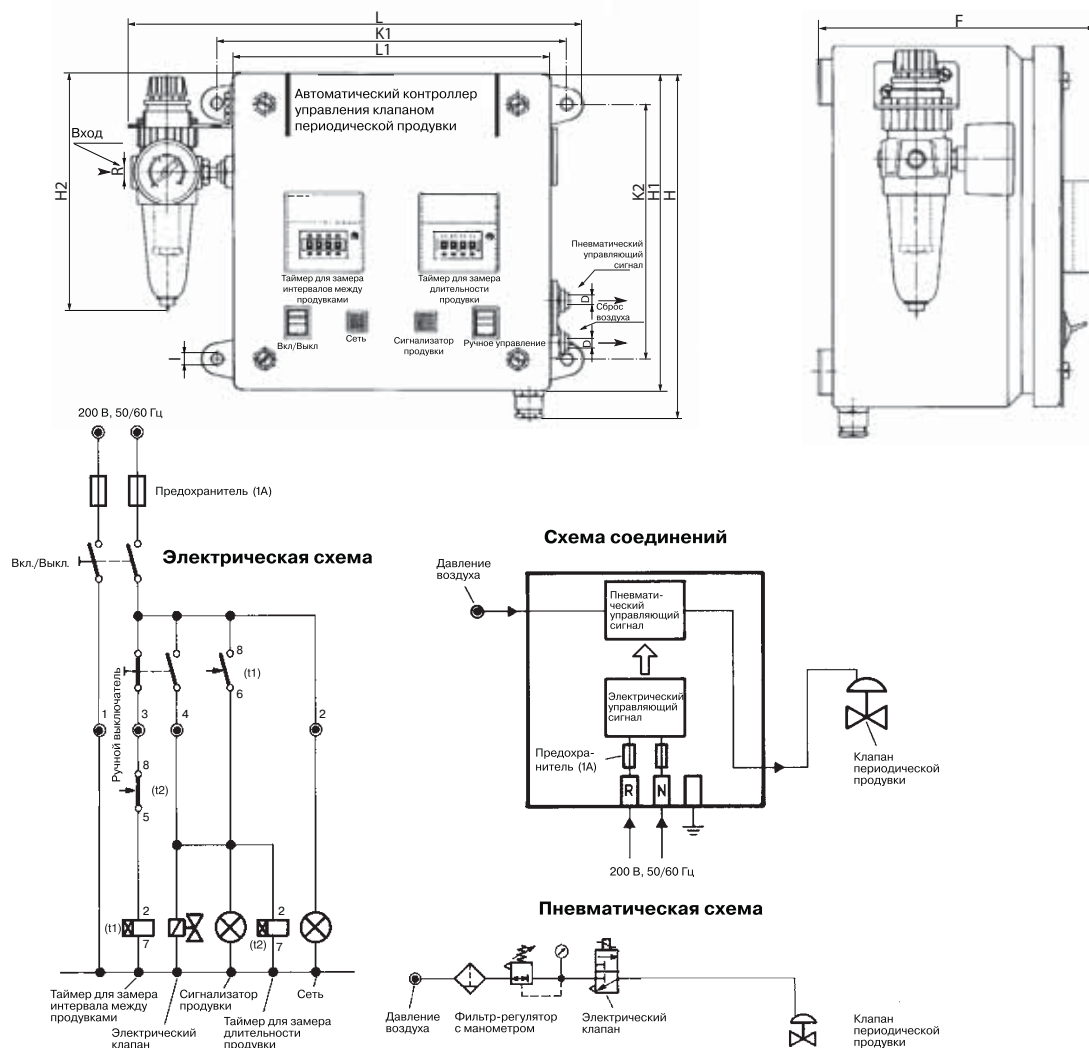 L
K1
L1
F
Автоматический контроллер
управления клапаном
периодической продувки
Вход
R
H2
K2
H1
H
Пневматический
управляющий
сигнал
Таймер для замера
интервалов между
продувками
Таймер для замера
длительности
продувки
D
Сброс
воздуха
D
I
Вкл/Выкл
Сеть
Сигнализатор
продувки
Ручное управление
200 В, 50/60 Гц
Предохранитель (1А)
Вкл./Выкл.
Электрическая схема
8
(t1)
6
Ручной выключатель
1
3
4
2
8
(t2)
5
(t1)
2
7
(t2)
2
7
Таймер для замера
интервала между
продувками
Электрический
клапан
Сигнализатор
продувки
Таймер для замера
длительности
продувки
Сеть
Схема соединений
Давление
воздуха
Пневмати-
ческий
управляющий
сигнал
Электрический
управляющий
сигнал
Предохра-
нитель (1А)
R
N
200 В, 50/60 Гц
Клапан
периодической
продувки
Пневматическая схема
Давление
воздуха
Фильтр-регулятор
с манометром
Электрический
клапан
Клапан
периодической
продувки